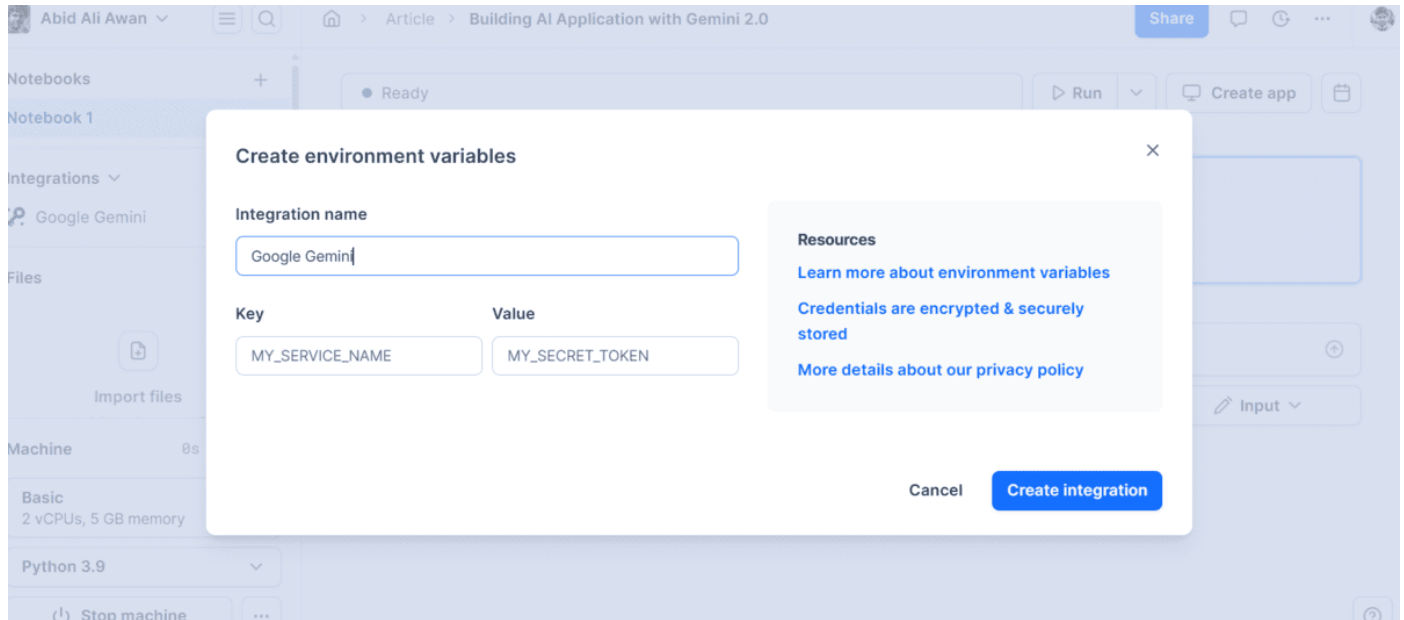 Abid Ali Awan
Article > Building AI Application with Gemini 2.0
Share
Notebooks
Notebook 1
Integrations
Google Gemini
Files
Import files
Machine 0s
Basic
2 vCPUs, 5 GB memory
Python 3.9
Stop machine
Ready
Run
Create app
Input
Create environment variables
Integration name
Google Gemini
Key
Value
MY_SERVICE_NAME
MY_SECRET_TOKEN
Resources
Learn more about environment variables
Credentials are encrypted & securely
stored
More details about our privacy policy
Cancel
Create integration